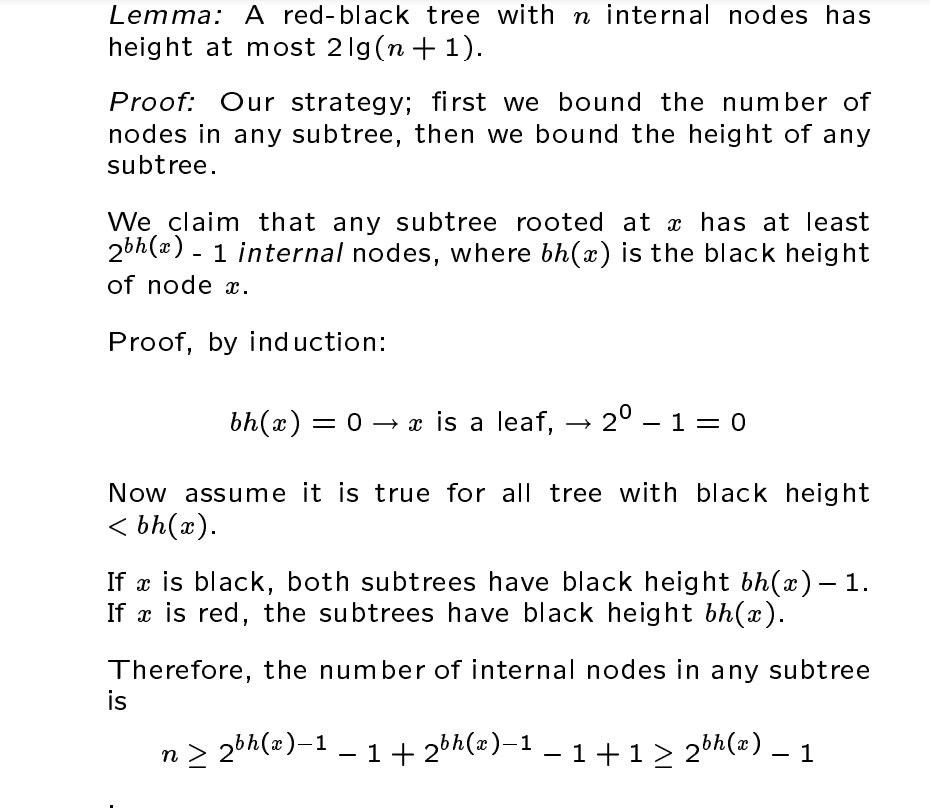 Lemma: A red-black tree with n internal nodes has
height at most 2 lg(n + 1).
Proof: Our strategy; first we bound the number of
nodes in any subtree, then we bound the height of any
subtree.
We claim that any subtree rooted at x has at least
2^{bh(x)} - 1 internal nodes, where bh(x) is the black height
of node x.
Proof, by induction:
bh(x) = 0 → x is a leaf, → 2^0 − 1 = 0
Now assume it is true for all tree with black height
< bh(x).
If x is black, both subtrees have black height bh(x) − 1.
If x is red, the subtrees have black height bh(x).
Therefore, the number of internal nodes in any subtree
is
n ≥ 2^{bh(x)−1} − 1 + 2^{bh(x)−1} − 1 + 1 ≥ 2^{bh(x)} − 1
.